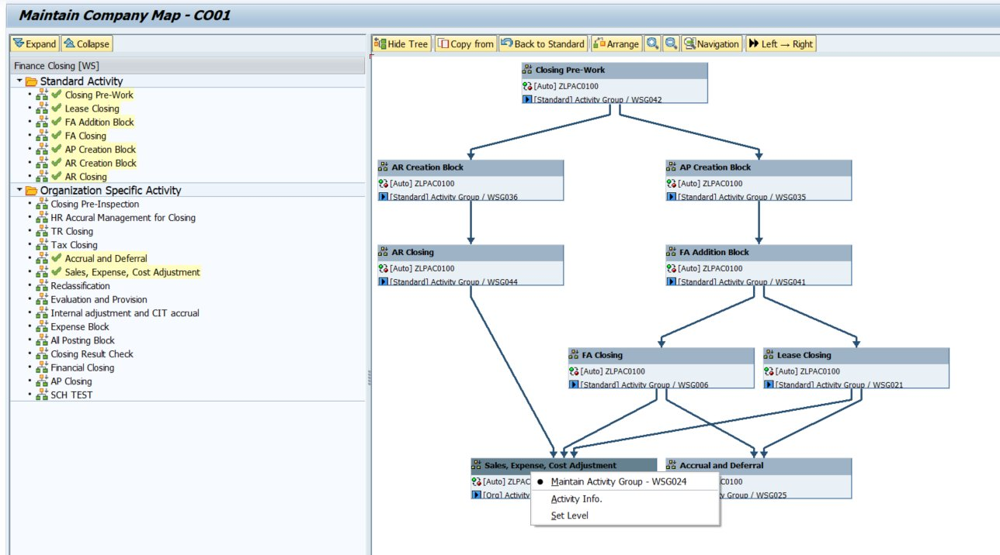 Maintain Company Map - CO01
Expand Collapse
Finance Closing [WS]
Standard Activity
Closing Pre-Work
Lease Closing
FA Addition Block
FA Closing
AP Creation Block
AR Creation Block
AR Closing
Organization Specific Activity
Closing Pre-Inspection
HR Accural Management for Closing
TR Closing
Tax Closing
Accrual and Deferral
Sales, Expense, Cost Adjustment
Reclassification
Evaluation and Provision
Internal adjustment and CIT accrual
Expense Block
All Posting Block
Closing Result Check
Financial Closing
AP Closing
SCH TEST
Hide Tree Copy from Back to Standard Arrange Navigation Left → Right
Closing Pre-Work
[Auto] ZLPAC0100
[Standard] Activity Group / WSG042
AR Creation Block
[Auto] ZLPAC0100
[Standard] Activity Group / WSG036
AP Creation Block
[Auto] ZLPAC0100
[Standard] Activity Group / WSG035
AR Closing
[Auto] ZLPAC0100
[Standard] Activity Group / WSG044
FA Addition Block
[Auto] ZLPAC0100
[Standard] Activity Group / WSG041
FA Closing
[Auto] ZLPAC0100
[Standard] Activity Group / WSG006
Lease Closing
[Auto] ZLPAC0100
[Standard] Activity Group / WSG021
Sales, Expense, Cost Adjustment
[Auto] ZLPAC
[Org] Activity
Accrual and Deferral
C0100
Group / WSG025
Maintain Activity Group - WSG024
Activity Info.
Set Level